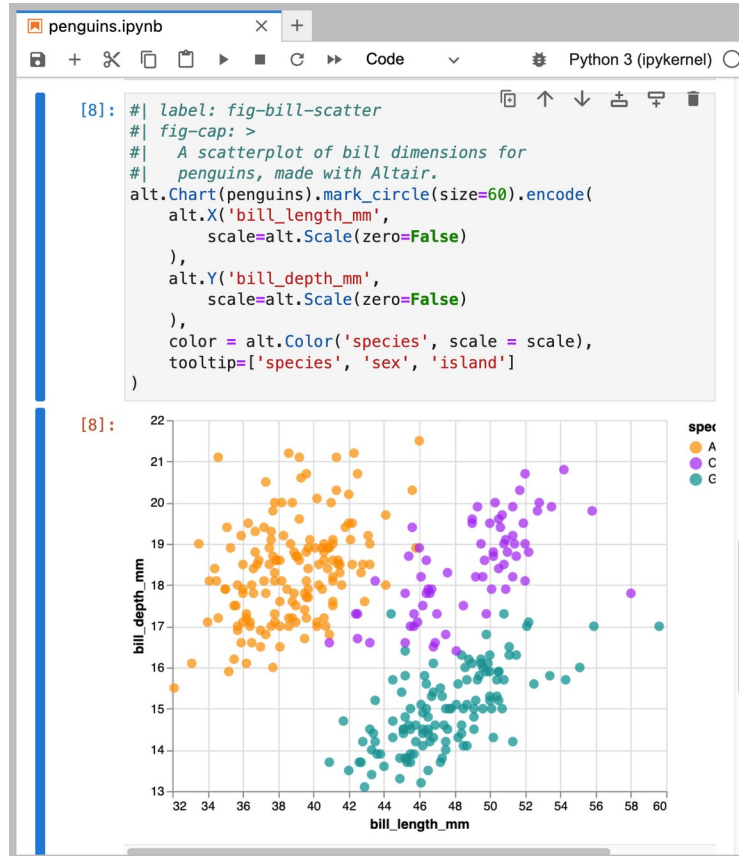 penguins.ipynb
Code
Python 3 (ipykernel)
[8]:
#| label: fig-bill-scatter
#| fig-cap: >
#|   A scatterplot of bill dimensions for
#|   penguins, made with Altair.
alt.Chart(penguins).mark_circle(size=60).encode(
    alt.X('bill_length_mm',
        scale=alt.Scale(zero=False)
    ),
    alt.Y('bill_depth_mm',
        scale=alt.Scale(zero=False)
    ),
    color = alt.Color('species', scale = scale),
    tooltip=['species', 'sex', 'island']
)
[8]:
22
21
20
19
18
17
16
15
14
13
bill_depth_mm
32 34 36 38 40 42 44 46 48 50 52 54 56 58 60
bill_length_mm
spec
A
C
G